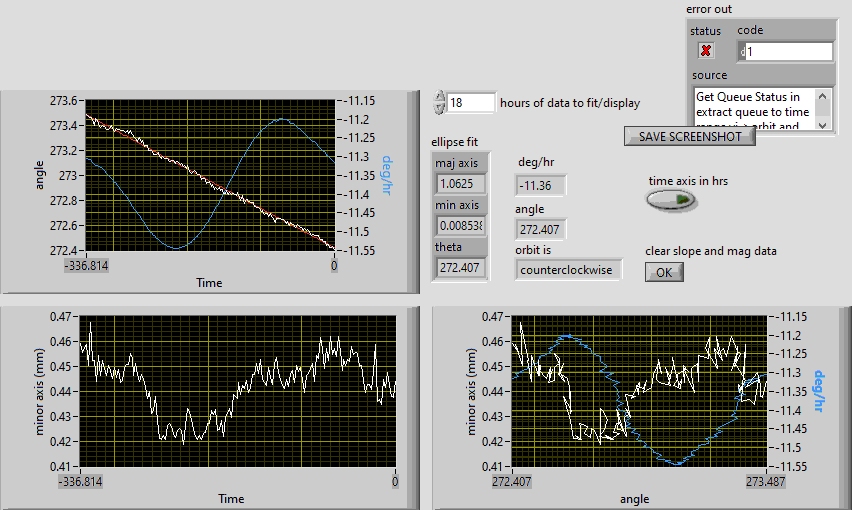 error out
status
code
d 1
source
Get Queue Status in
extract queue to time
SAVE SCREENSHOT
18
hours of data to fit/display
273.6
273.4
273.2
273
272.8
272.6
272.4
angle
-11.15
-11.2
-11.25
-11.3
-11.35
-11.4
-11.45
-11.5
-11.55
deg/hr
-336.814
0
Time
ellipse fit
maj axis
1.0625
min axis
0.008538
theta
272.407
deg/hr
-11.36
angle
272.407
orbit is
counterclockwise
time axis in hrs
clear slope and mag data
OK
0.47
0.46
0.45
0.44
0.43
0.42
0.41
minor axis (mm)
-336.814
0
Time
0.47
0.46
0.45
0.44
0.43
0.42
0.41
minor axis (mm)
-11.15
-11.2
-11.25
-11.3
-11.35
-11.4
-11.45
-11.5
-11.55
deg/hr
272.407
273.487
angle